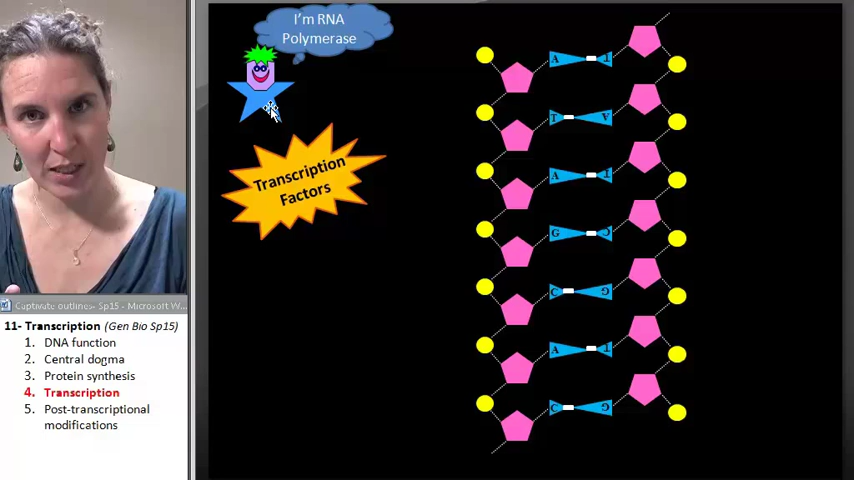 I'm RNA
Polymerase
Transcription
Factors
A T
T A
A T
G C
C G
A T
C G
Captivate outlines- Sp15 - Microsoft W...
11- Transcription (Gen Bio Sp15)
1. DNA function
2. Central dogma
3. Protein synthesis
4. Transcription
5. Post-transcriptional
modifications